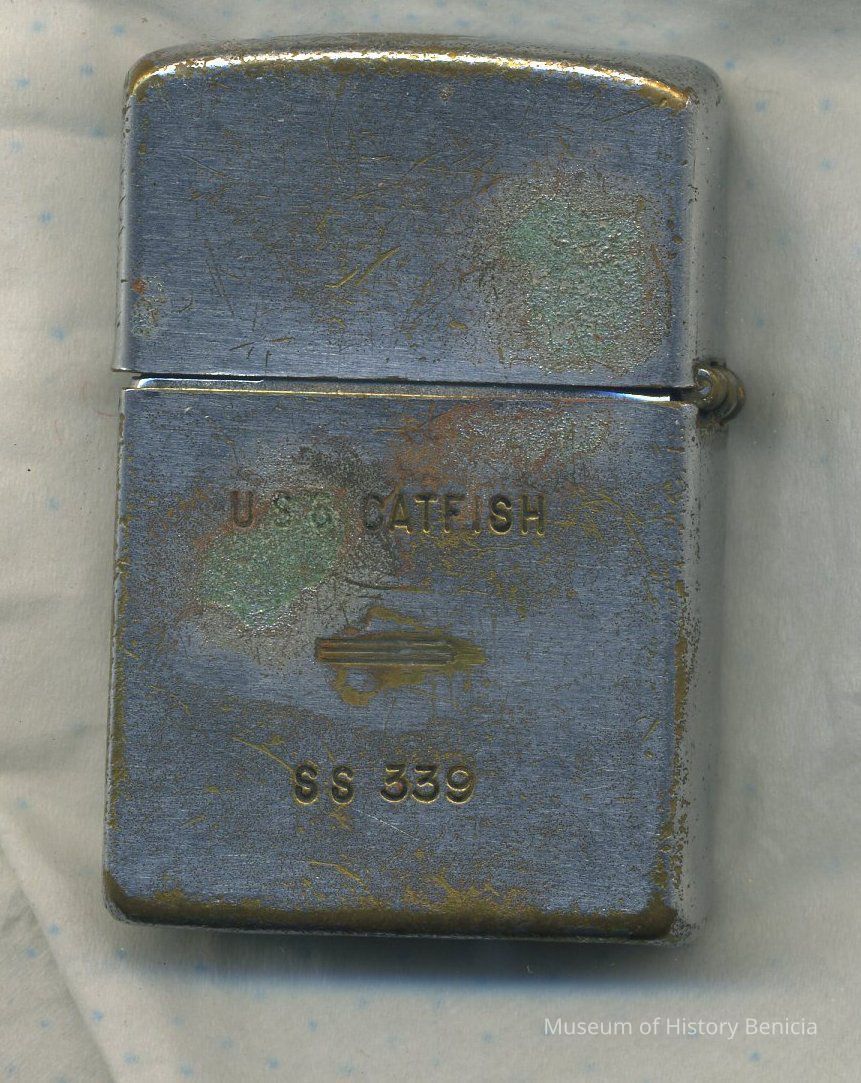 USS CATFISH
SS 339
Museum of History Benicia